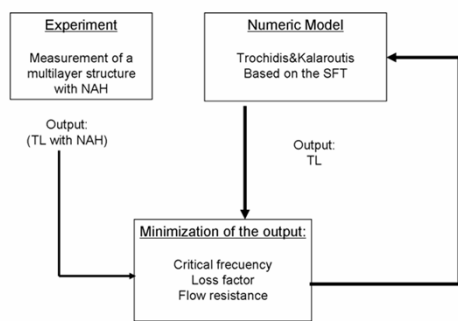 Experiment
Measurement of a
multilayer structure
with NAH
Numeric Model
Trochidis&Kalaroutis
Based on the SFT
Output:
(TL with NAH)
Output:
TL
Minimization of the output:
Critical frecuency
Loss factor
Flow resistance